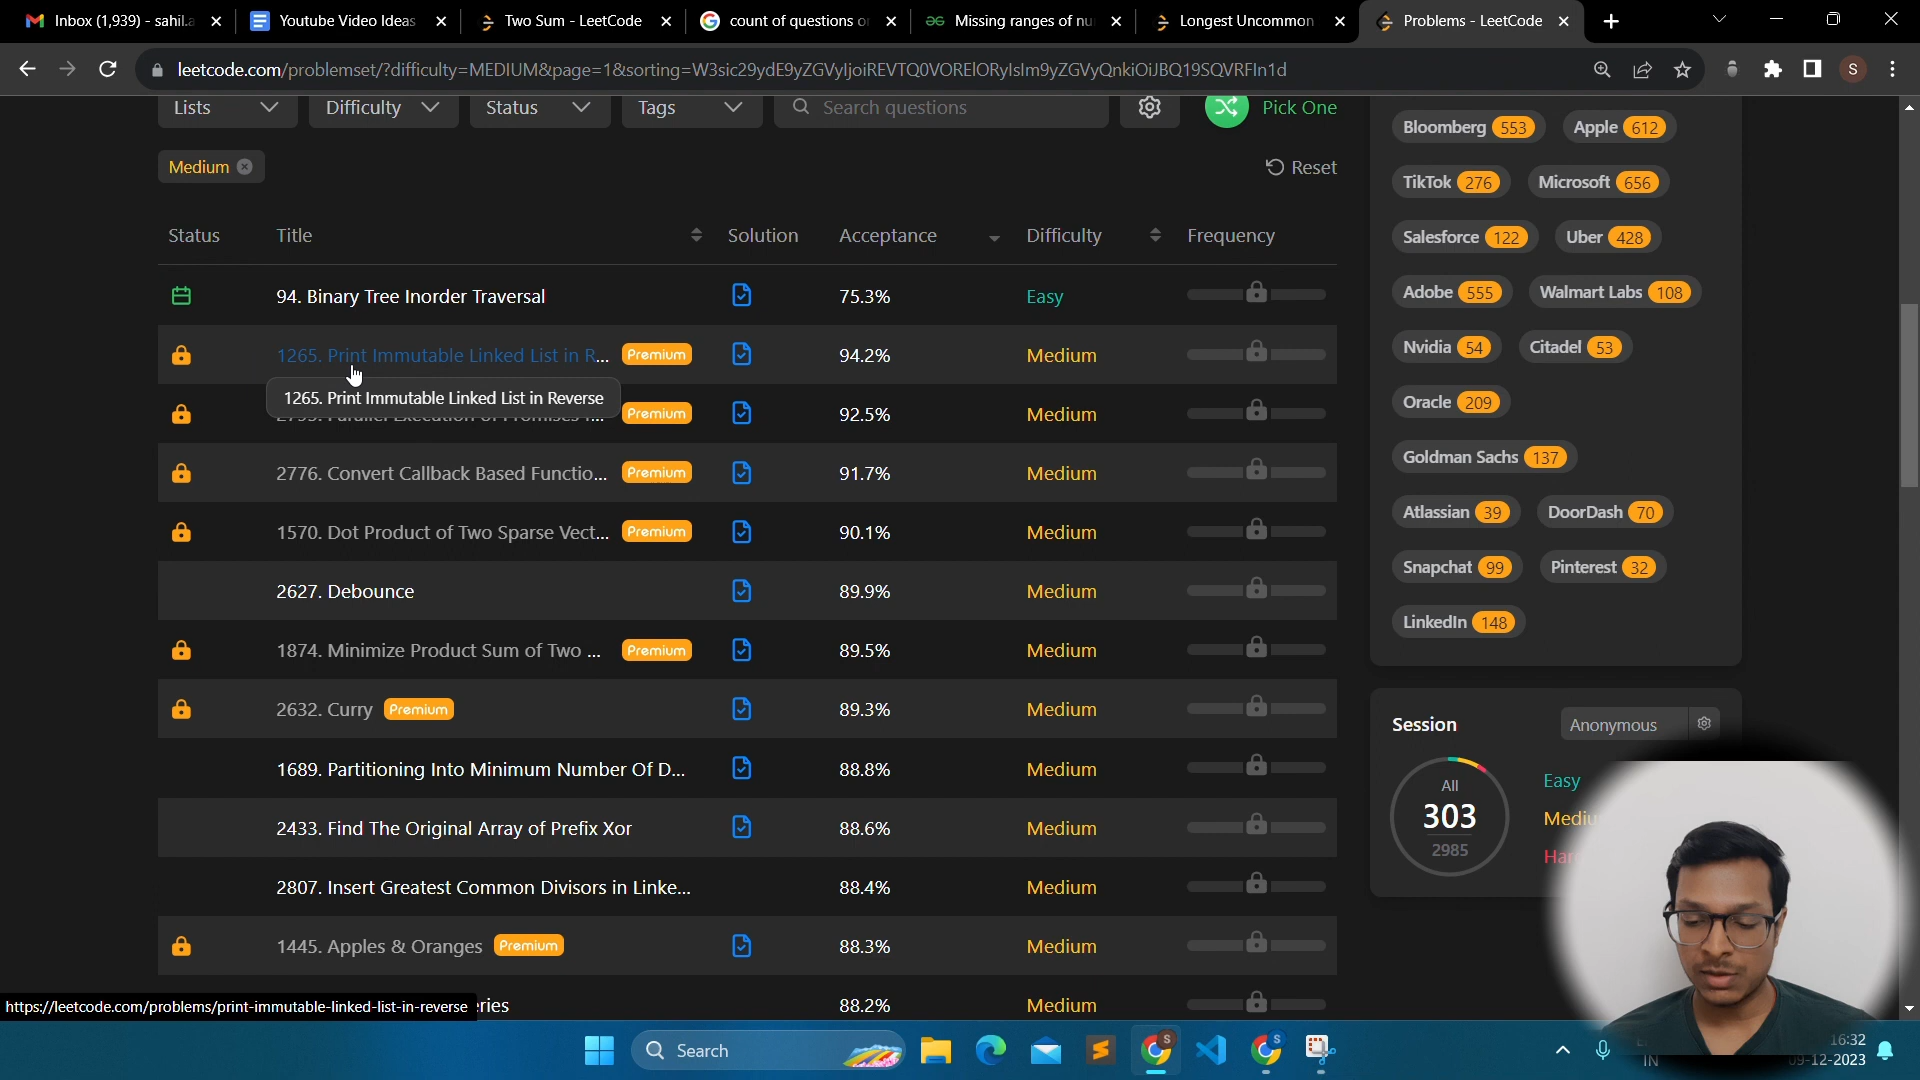 Inbox (1,939) - sahil.a
Youtube Video Ideas
Two Sum - LeetCode
count of questions o
Missing ranges of nu
Longest Uncommon
Problems - LeetCode
leetcode.com/problemset/?difficulty=MEDIUM&page=1&sorting=W3sic29ydE9yZGVyIjoiREVTQ0VORElORyIsIm9yZGVyQnkiOiJBQ19SQVRFIn1d
S
Lists
Difficulty
Status
Tags
Search questions
Pick One
Medium
Reset
Status Title Solution Acceptance Difficulty Frequency
94. Binary Tree Inorder Traversal 75.3% Easy
1265. Print Immutable Linked List in R... Premium 94.2% Medium
1265. Print Immutable Linked List in Reverse
Premium 92.5% Medium
2776. Convert Callback Based Functio... Premium 91.7% Medium
1570. Dot Product of Two Sparse Vect... Premium 90.1% Medium
2627. Debounce 89.9% Medium
1874. Minimize Product Sum of Two ... Premium 89.5% Medium
2632. Curry Premium 89.3% Medium
1689. Partitioning Into Minimum Number Of D... 88.8% Medium
2433. Find The Original Array of Prefix Xor 88.6% Medium
2807. Insert Greatest Common Divisors in Linke... 88.4% Medium
1445. Apples & Oranges Premium 88.3% Medium
88.2% Medium
https://leetcode.com/problems/print-immutable-linked-list-in-reverse
Bloomberg 553 Apple 612
TikTok 276 Microsoft 656
Salesforce 122 Uber 428
Adobe 555 Walmart Labs 108
Nvidia 54 Citadel 53
Oracle 209
Goldman Sachs 137
Atlassian 39 DoorDash 70
Snapchat 99 Pinterest 32
LinkedIn 148
Session Anonymous
All
303
2985
Easy
Search
IN
16:32
09-12-2023